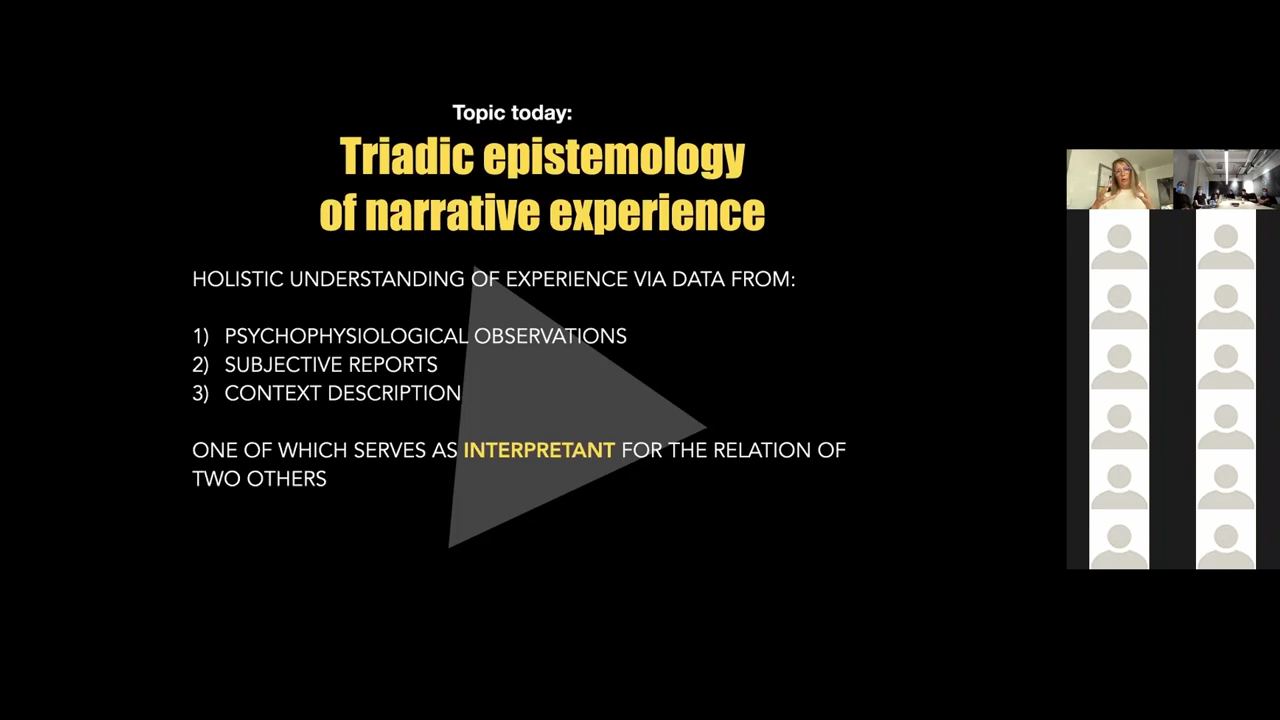 Topic today:
Triadic epistemology
of narrative experience
HOLISTIC UNDERSTANDING OF EXPERIENCE VIA DATA FROM:
1) PSYCHOPHYSIOLOGICAL OBSERVATIONS
2) SUBJECTIVE REPORTS
3) CONTEXT DESCRIPTION
ONE OF WHICH SERVES AS INTERPRETANT FOR THE RELATION OF
TWO OTHERS